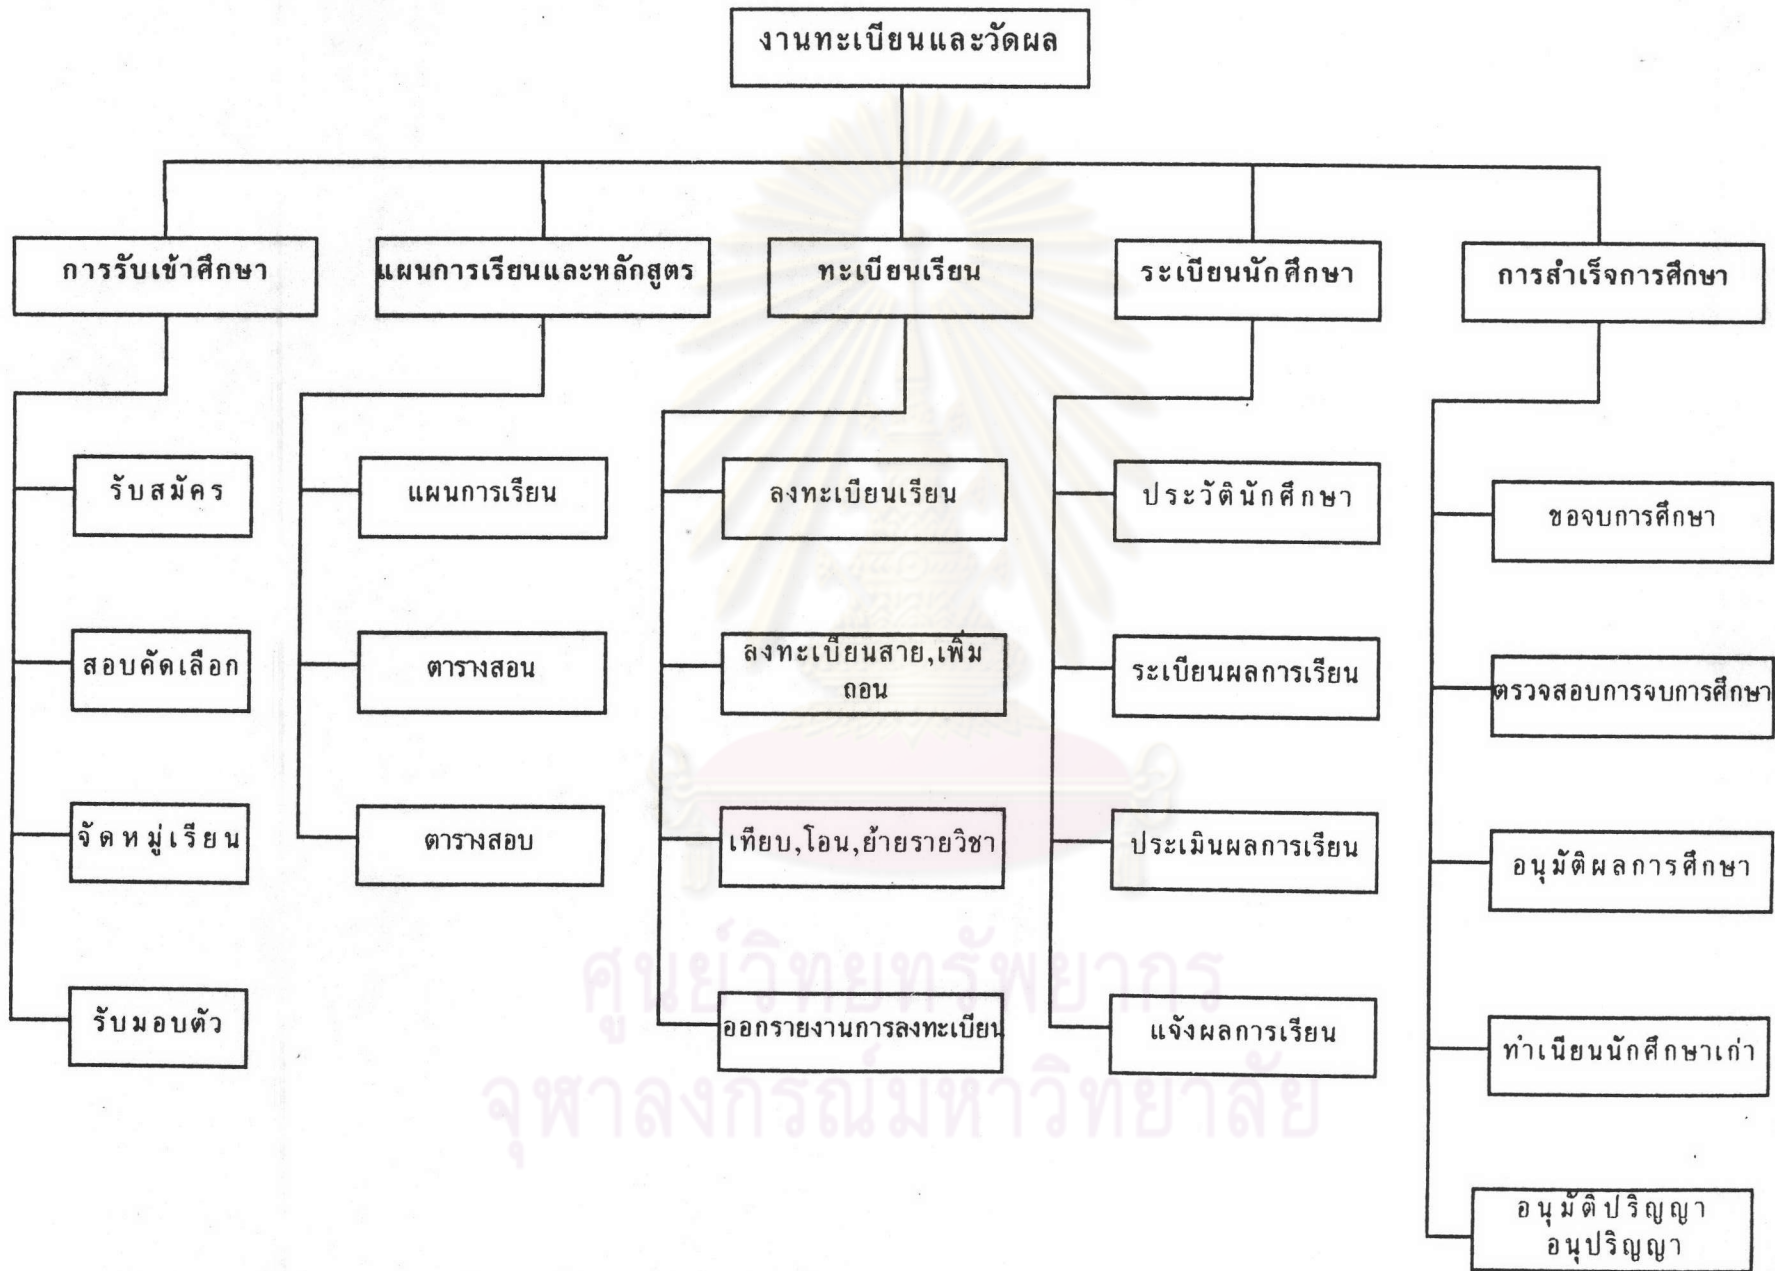 งานทะเบียนและวัดผล
การรับเข้าศึกษา
แผนการเรียนและหลักสูตร
ทะเบียนเรียน
ระเบียนนักศึกษา
การสำเร็จการศึกษา
รับสมัคร
สอบคัดเลือก
จัดหมู่เรียน
รับมอบตัว
แผนการเรียน
ตารางสอน
ตารางสอบ
ลงทะเบียนเรียน
ลงทะเบียนสาย,เพิ่ม
ถอน
เทียบ,โอน,ย้ายรายวิชา
ออกรายงานการลงทะเบียน
ประวัตินักศึกษา
ระเบียนผลการเรียน
ประเมินผลการเรียน
แจ้งผลการเรียน
ขอจบการศึกษา
ตรวจสอบการจบการศึกษา
อนุมัติผลการศึกษา
ทำเนียนนักศึกษาเก่า
อนุมัติปริญญา
อนุปริญญา
ศูนย์วิทยทรัพยากร
จุฬาลงกรณ์มหาวิทยาลัย